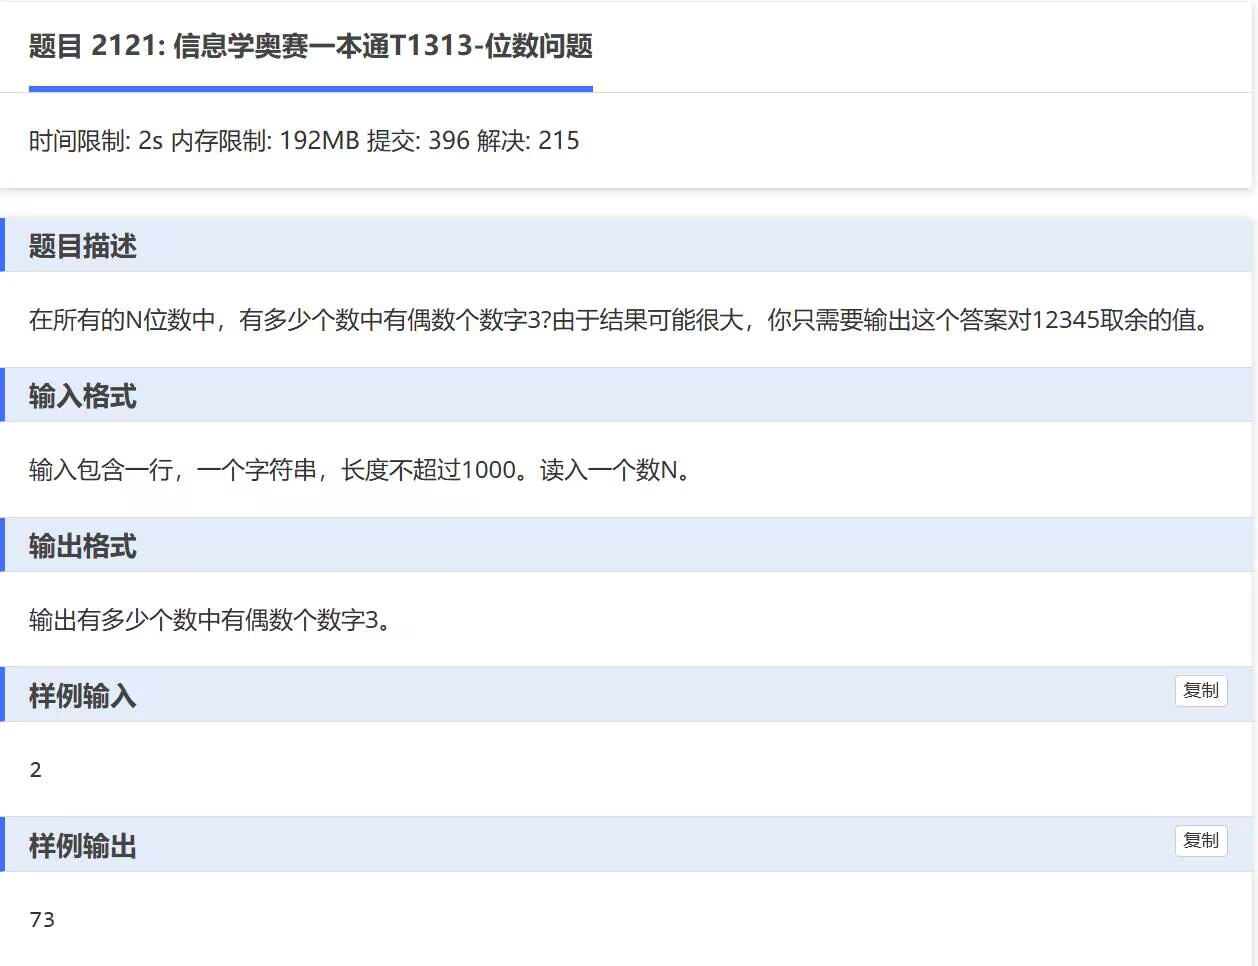 题目 2121: 信息学奥赛一本通T1313-位数问题
时间限制: 2s 内存限制: 192MB 提交: 396 解决: 215
题目描述
在所有的N位数中，有多少个数中有偶数个数字3?由于结果可能很大，你只需要输出这个答案对12345取余的值。
输入格式
输入包含一行，一个字符串，长度不超过1000。读入一个数N。
输出格式
输出有多少个数中有偶数个数字3。
样例输入
复制
2
样例输出
复制
73